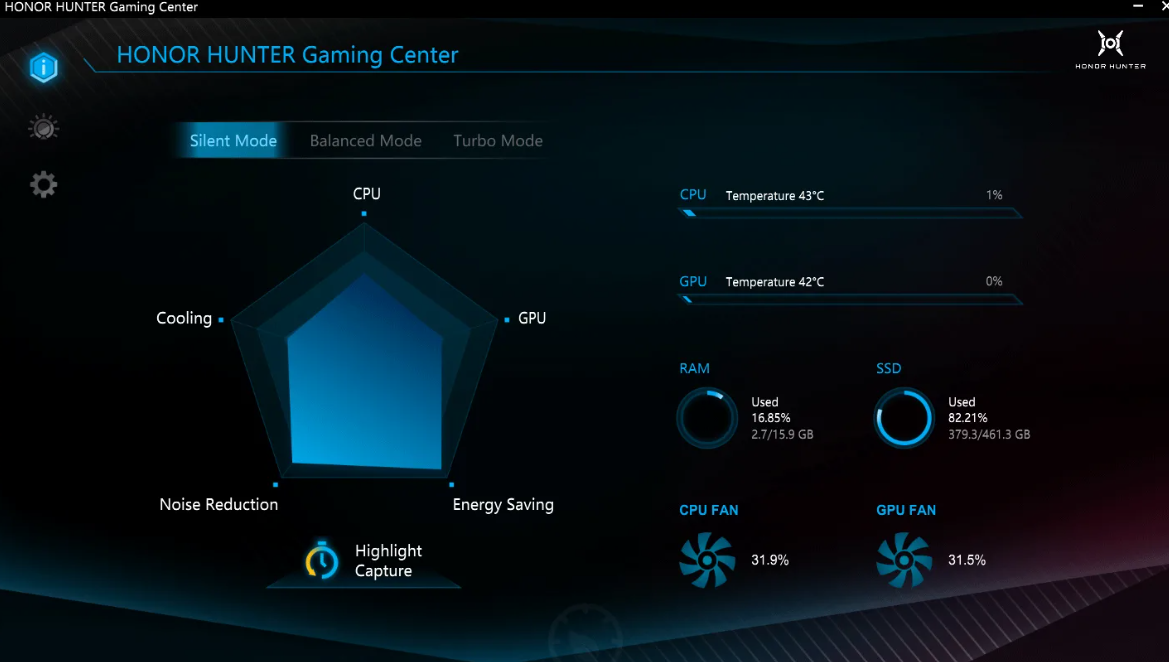 HONOR HUNTER Gaming Center
HONOR HUNTER Gaming Center
HONOR HUNTER
Silent Mode Balanced Mode Turbo Mode
CPU
Cooling
GPU
Noise Reduction
Energy Saving
Highlight
Capture
CPU Temperature 43°C 1%
GPU Temperature 42°C 0%
RAM
Used
16.85%
2.7/15.9 GB
SSD
Used
82.21%
379.3/461.3 GB
CPU FAN
31.9%
GPU FAN
31.5%